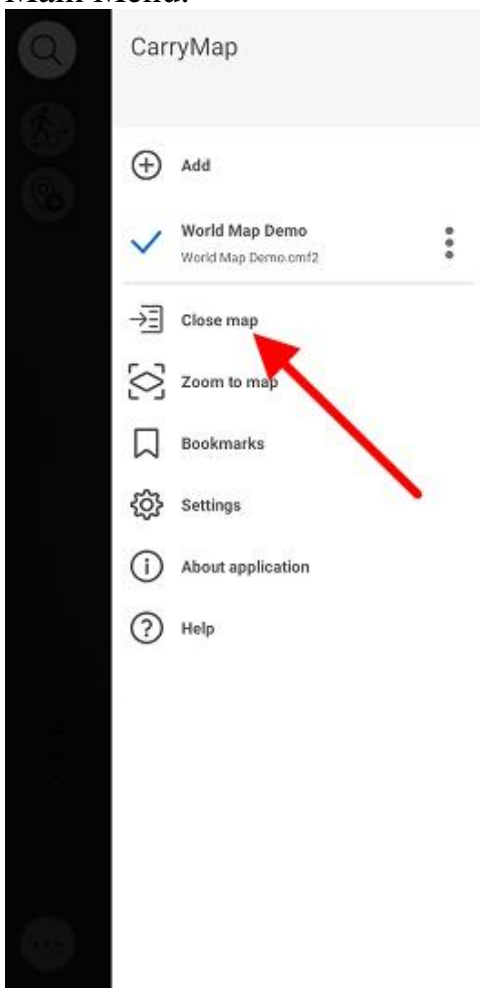 Main Menu.
CarryMap
Add
World Map Demo
World Map Demo.cmf2
Close map
Zoom to map
Bookmarks
Settings
About application
Help